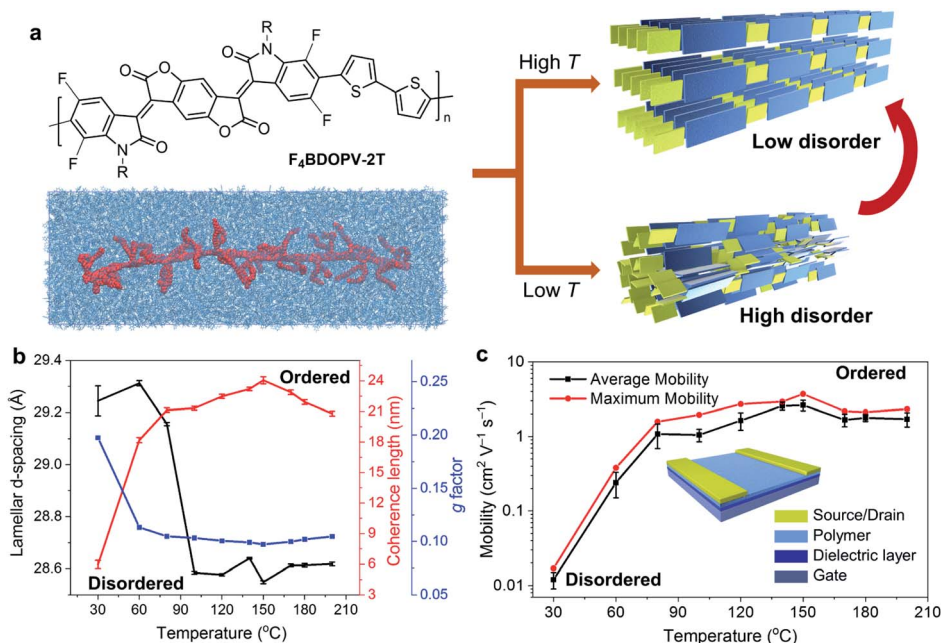 a
R
N
O
F
O
O
F
O
O
S
S
n
F
O
O
F
N
O
R
F₄BDOPV-2T
High T
Low T
Low disorder
High disorder
b
29.4
29.2
29.0
28.8
28.6
Lamellar d-spacing (Å)
24
21
18
15
12
9
6
3
Coherence length (nm)
0.25
0.20
0.15
0.10
0.05
g factor
Ordered
Disordered
30 60 90 120 150 180 210
Temperature (°C)
c
10
1
0.1
0.01
Mobility (cm² V⁻¹ s⁻¹)
Average Mobility
Maximum Mobility
Ordered
Source/Drain
Polymer
Dielectric layer
Gate
Disordered
30 60 90 120 150 180 210
Temperature (°C)